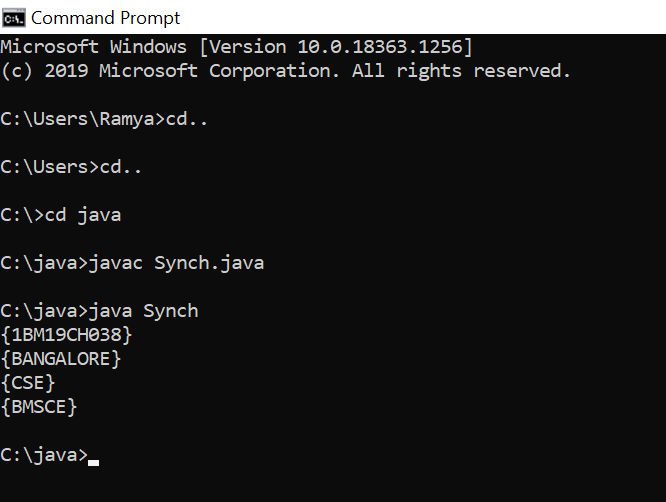 Command Prompt
Microsoft Windows [Version 10.0.18363.1256]
(c) 2019 Microsoft Corporation. All rights reserved.
C:\Users\Ramya>cd..
C:\Users>cd..
C:\>cd java
C:\java>javac Synch.java
C:\java>java Synch
{1BM19CH038}
{BANGALORE}
{CSE}
{BMSCE}
C:\java>